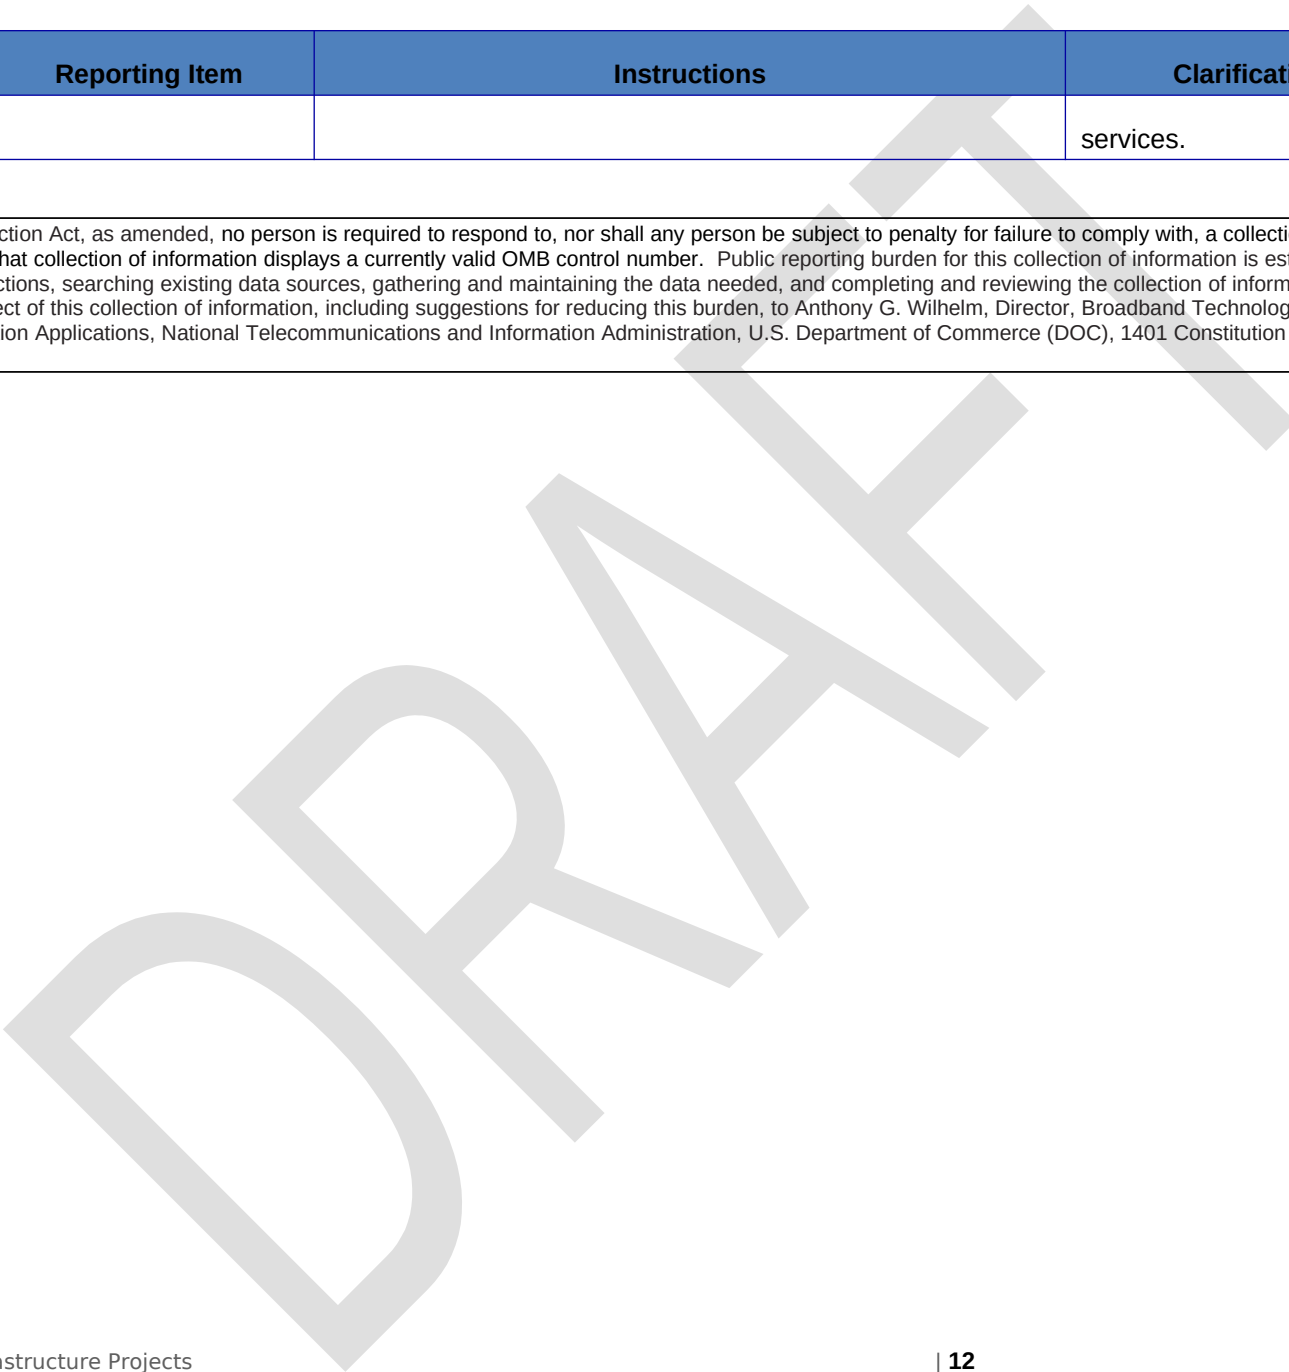 Reporting Item Instructions Clarificati
services.
ction Act, as amended, no person is required to respond to, nor shall any person be subject to penalty for failure to comply with, a collecti
hat collection of information displays a currently valid OMB control number. Public reporting burden for this collection of information is est
ctions, searching existing data sources, gathering and maintaining the data needed, and completing and reviewing the collection of inform
ect of this collection of information, including suggestions for reducing this burden, to Anthony G. Wilhelm, Director, Broadband Technolog
ion Applications, National Telecommunications and Information Administration, U.S. Department of Commerce (DOC), 1401 Constitution
DRAFT
astructure Projects | 12